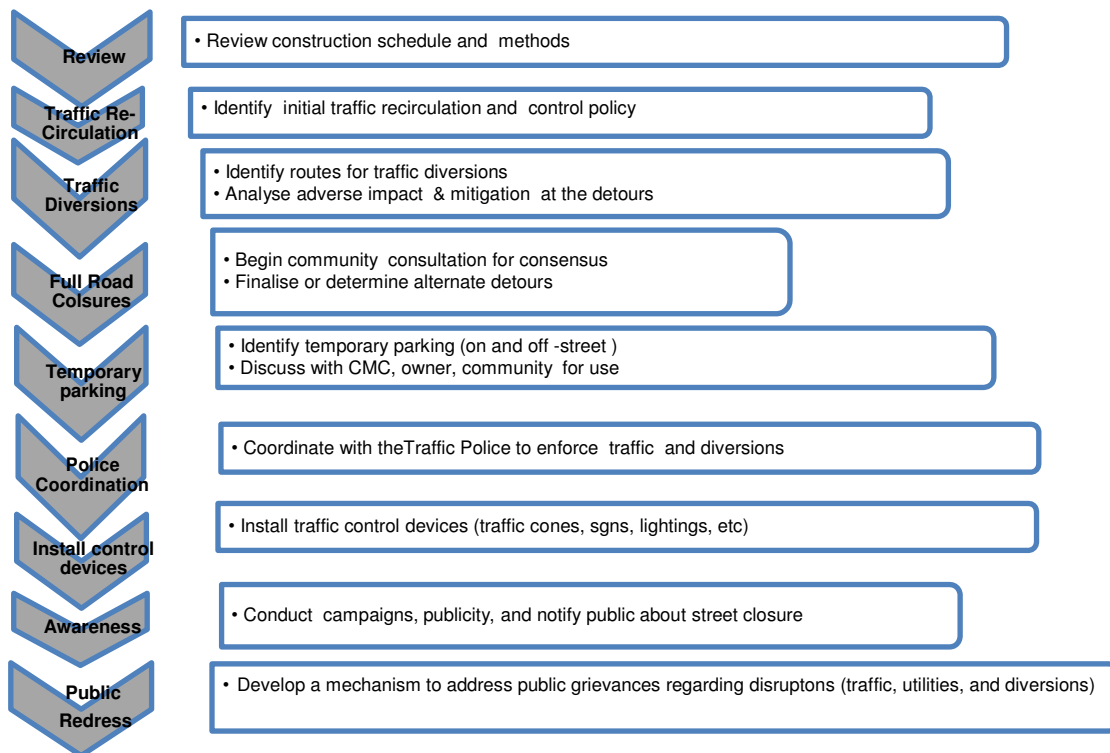 Review
• Review construction schedule and methods
Traffic Re-
Circulation
• Identify initial traffic recirculation and control policy
Traffic
Diversions
• Identify routes for traffic diversions
• Analyse adverse impact & mitigation at the detours
Full Road
Colsures
• Begin community consultation for consensus
• Finalise or determine alternate detours
Temporary
parking
• Identify temporary parking (on and off -street )
• Discuss with CMC, owner, community for use
Police
Coordination
• Coordinate with theTraffic Police to enforce traffic and diversions
Install control
devices
• Install traffic control devices (traffic cones, sgns, lightings, etc)
Awareness
• Conduct campaigns, publicity, and notify public about street closure
Public
Redress
• Develop a mechanism to address public grievances regarding disruptons (traffic, utilities, and diversions)